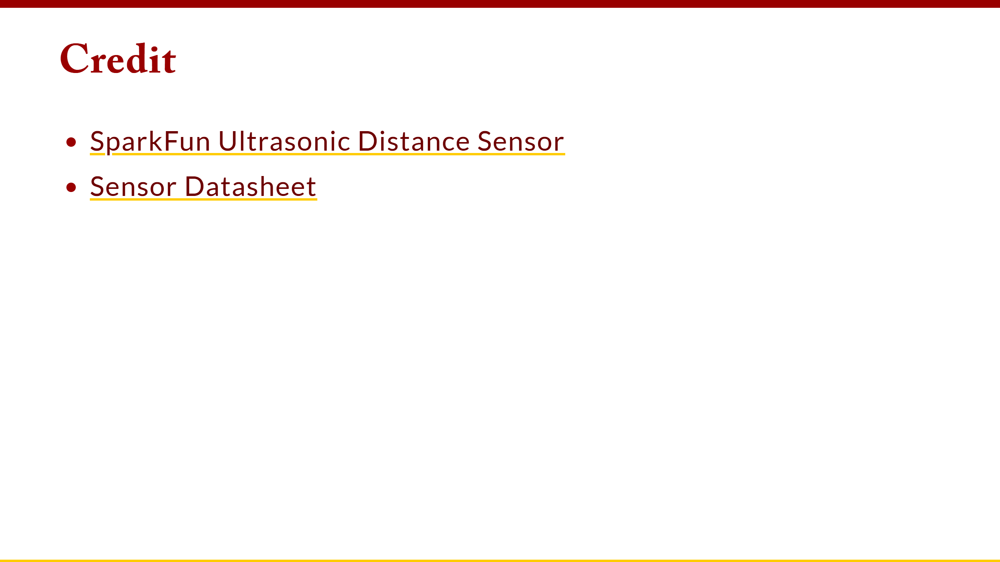 Credit
• SparkFun Ultrasonic Distance Sensor
• Sensor Datasheet